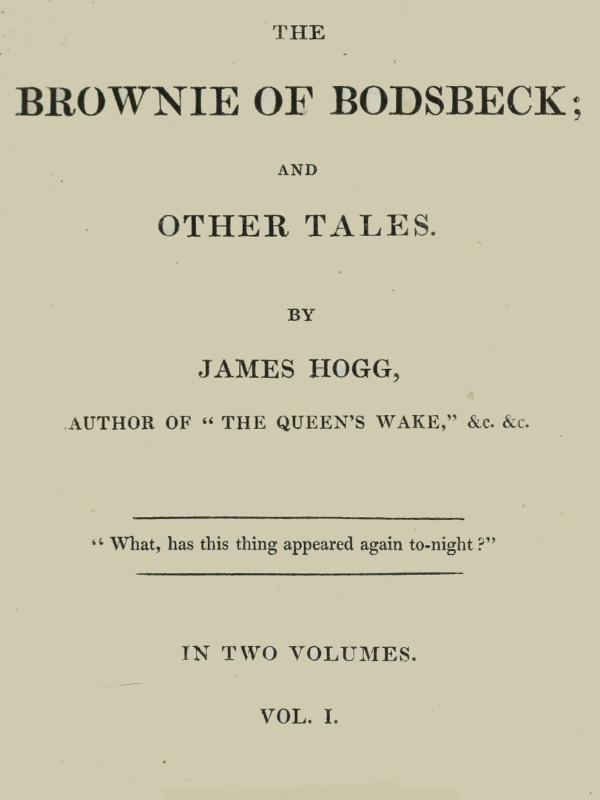 THE
BROWNIE OF BODSBECK;
AND
OTHER TALES.
BY
JAMES HOGG,
AUTHOR OF “ THE QUEEN'S WAKE,” &c. &c.
“ What, has this thing appeared again to-night ?”
IN TWO VOLUMES.
VOL. I.